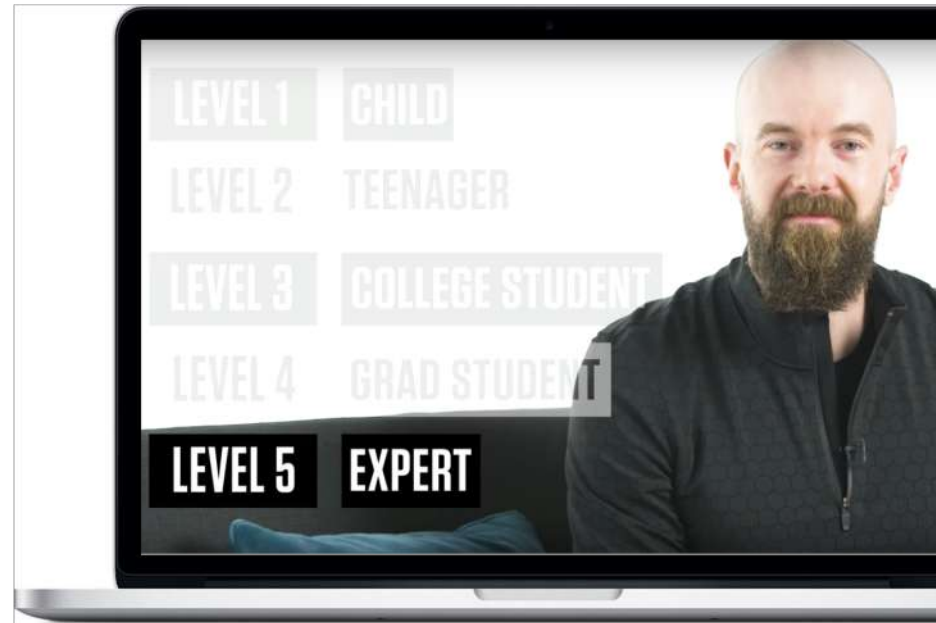 LEVEL 1 CHILD
LEVEL 2 TEENAGER
LEVEL 3 COLLEGE STUDENT
LEVEL 4 GRAD STUDENT
LEVEL 5 EXPERT